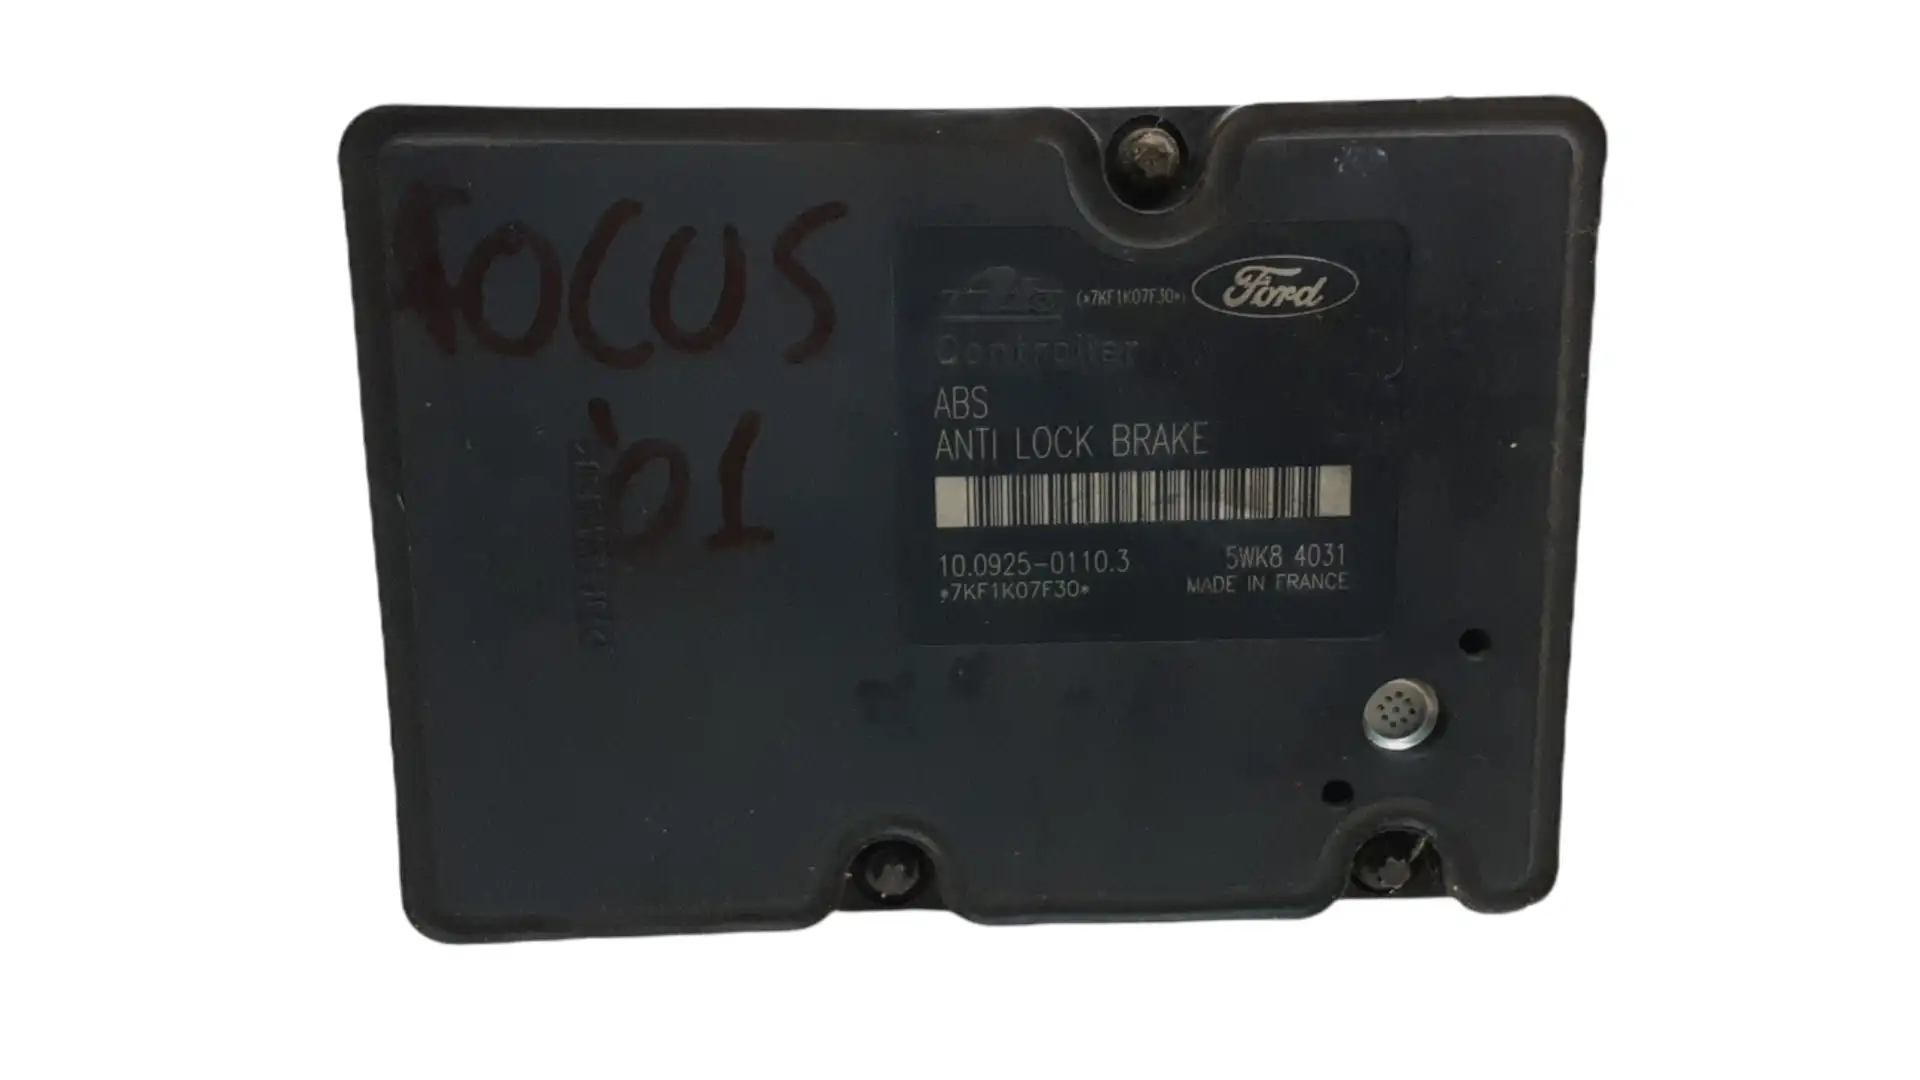 FOCUS
'01
(*7KF1K07F30*) Ford
Controller
ABS
ANTI LOCK BRAKE
10.0925-0110.3 5WK8 4031
*7KF1K07F30* MADE IN FRANCE